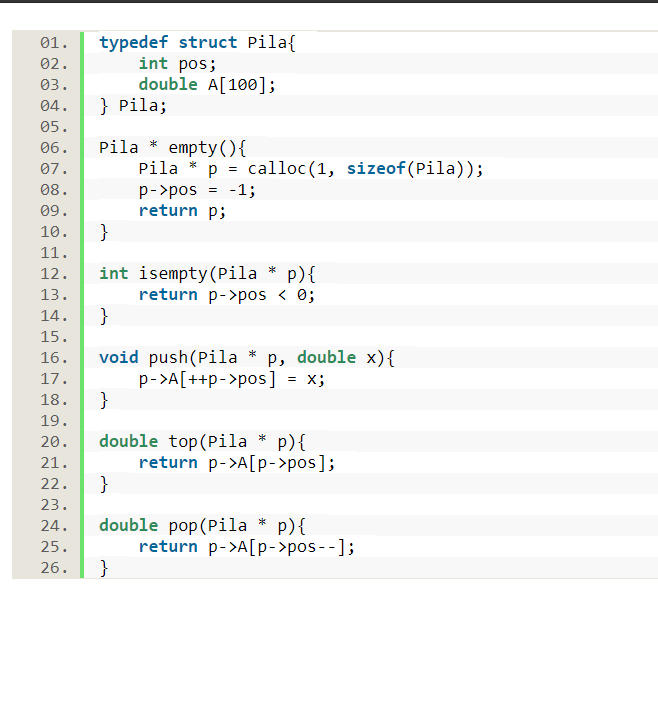 01. typedef struct Pila{
02.     int pos;
03.     double A[100];
04. } Pila;
05.
06. Pila * empty(){
07.     Pila * p = calloc(1, sizeof(Pila));
08.     p->pos = -1;
09.     return p;
10. }
11.
12. int isempty(Pila * p){
13.     return p->pos < 0;
14. }
15.
16. void push(Pila * p, double x){
17.     p->A[++p->pos] = x;
18. }
19.
20. double top(Pila * p){
21.     return p->A[p->pos];
22. }
23.
24. double pop(Pila * p){
25.     return p->A[p->pos--];
26. }